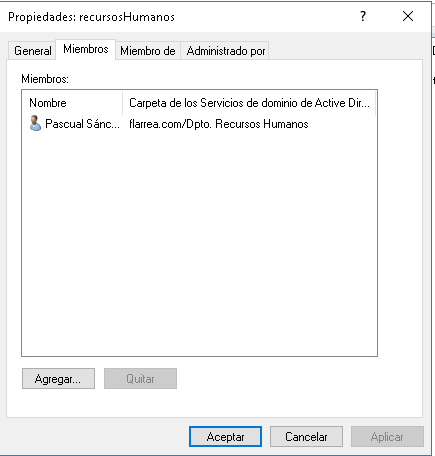 Propiedades: recursosHumanos ? ×
General Miembros Miembro de Administrado por
Miembros:
Nombre Carpeta de los Servicios de dominio de Active Dir...
Pascual Sánc... flarrea.com/Dpto. Recursos Humanos
Agregar... Quitar
Aceptar Cancelar Aplicar